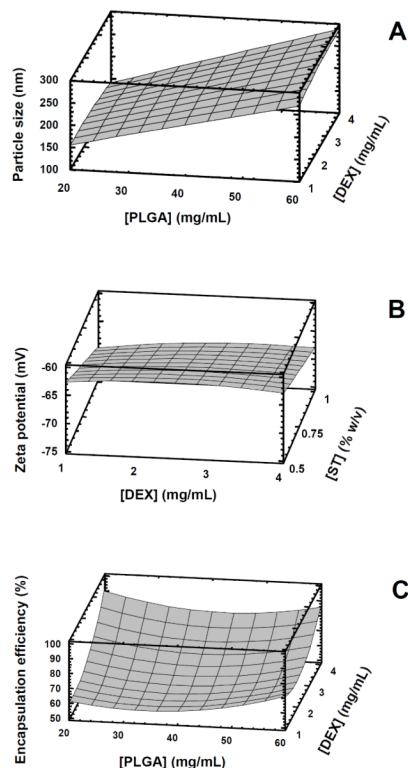 A
300
250
200
150
100
Particle size (nm)
20 30 40 50 60
[PLGA] (mg/mL)
1 2 3 4
[DEX] (mg/mL)
B
-60
-65
-70
-75
Zeta potential (mV)
1 2 3 4
[DEX] (mg/mL)
0.5 0.75 1
[ST] (% w/v)
C
100
90
80
70
60
50
Encapsulation efficiency (%)
20 30 40 50 60
[PLGA] (mg/mL)
1 2 3 4
[DEX] (mg/mL)